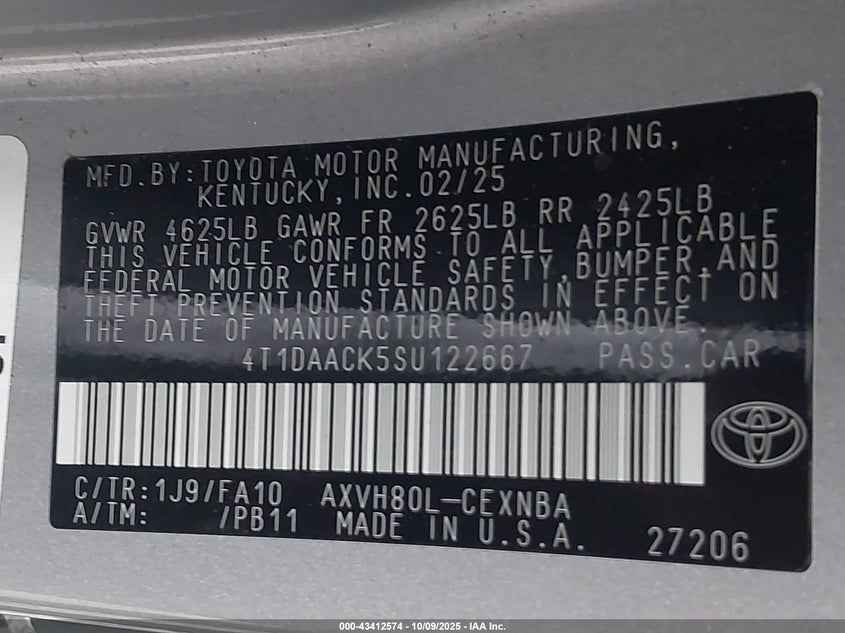 MFD.BY:TOYOTA MOTOR MANUFACTURING,
KENTUCKY,INC.02/25
GVWR 4625LB GAWR FR 2625LB RR 2425LB
THIS VEHICLE CONFORMS TO ALL APPLICABLE
FEDERAL MOTOR VEHICLE SAFETY,BUMPER,AND
THEFT PREVENTION STANDARDS IN EFFECT ON
THE DATE OF MANUFACTURE SHOWN ABOVE.
4T1DAACK5SU122667 PASS.CAR
C/TR:1J9/FA10 AXVH80L-CEXNBA
A/TM: /PB11 MADE IN U.S.A. 27206
000-43412574 | 10/09/2025 - IAA Inc.